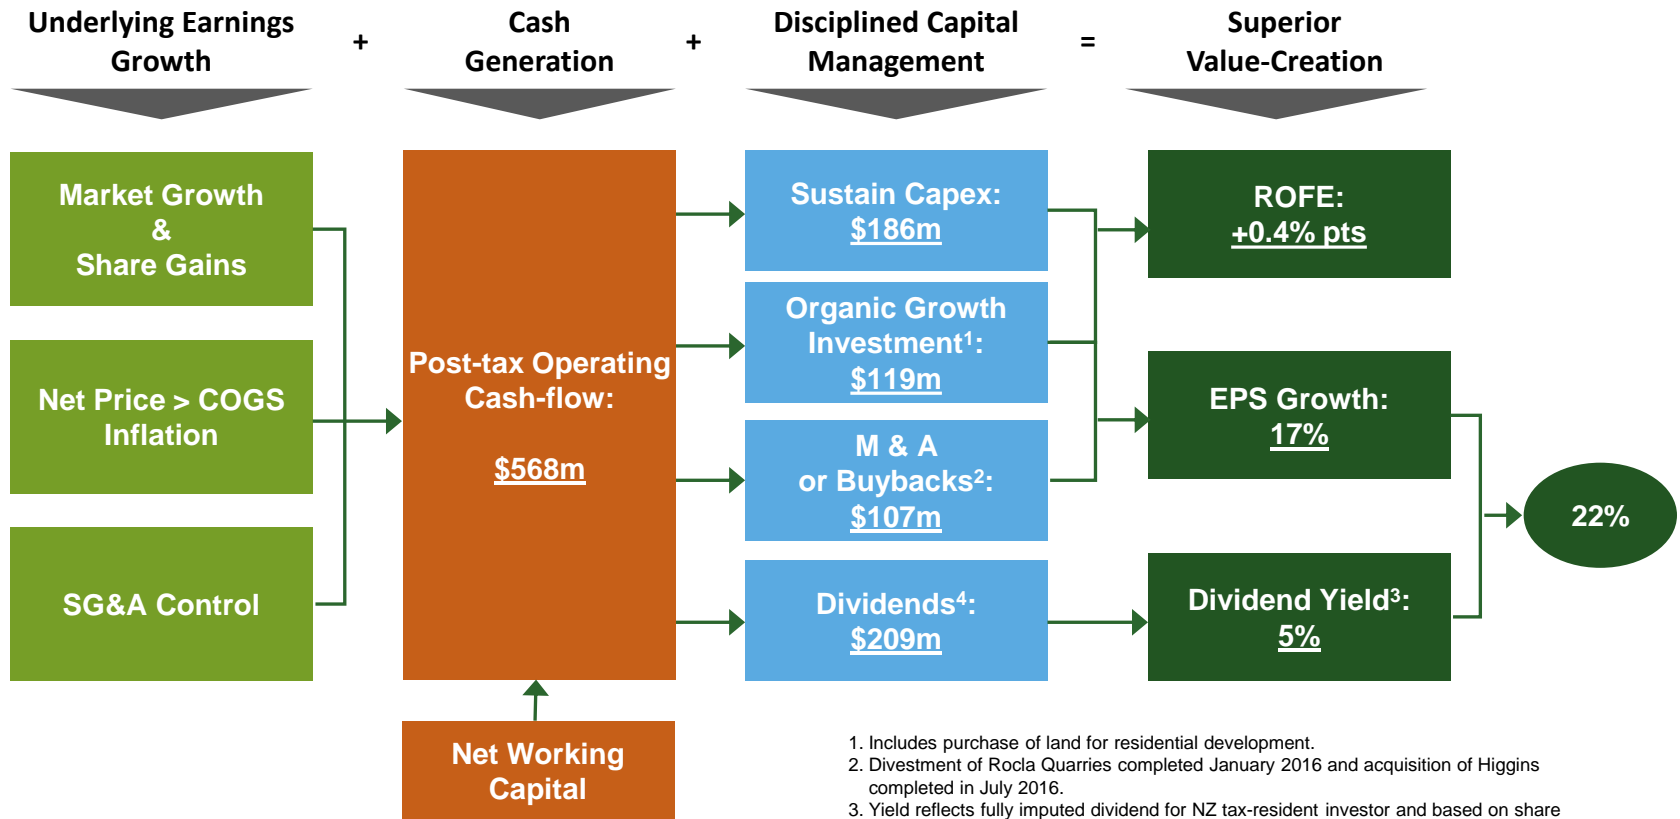 Underlying Earnings
Growth
+
Cash
Generation
+
Disciplined Capital
Management
=
Superior
Value-Creation
Market Growth
&
Share Gains
Net Price > COGS
Inflation
SG&A Control
Post-tax Operating
Cash-flow:
$568m
Net Working
Capital
Sustain Capex:
$186m
Organic Growth
Investment¹:
$119m
M & A
or Buybacks²:
$107m
Dividends⁴:
$209m
ROFE:
+0.4% pts
EPS Growth:
17%
Dividend Yield³:
5%
22%
1. Includes purchase of land for residential development.
2. Divestment of Rocla Quarries completed January 2016 and acquisition of Higgins
completed in July 2016.
3. Yield reflects fully imputed dividend for NZ tax-resident investor and based on share